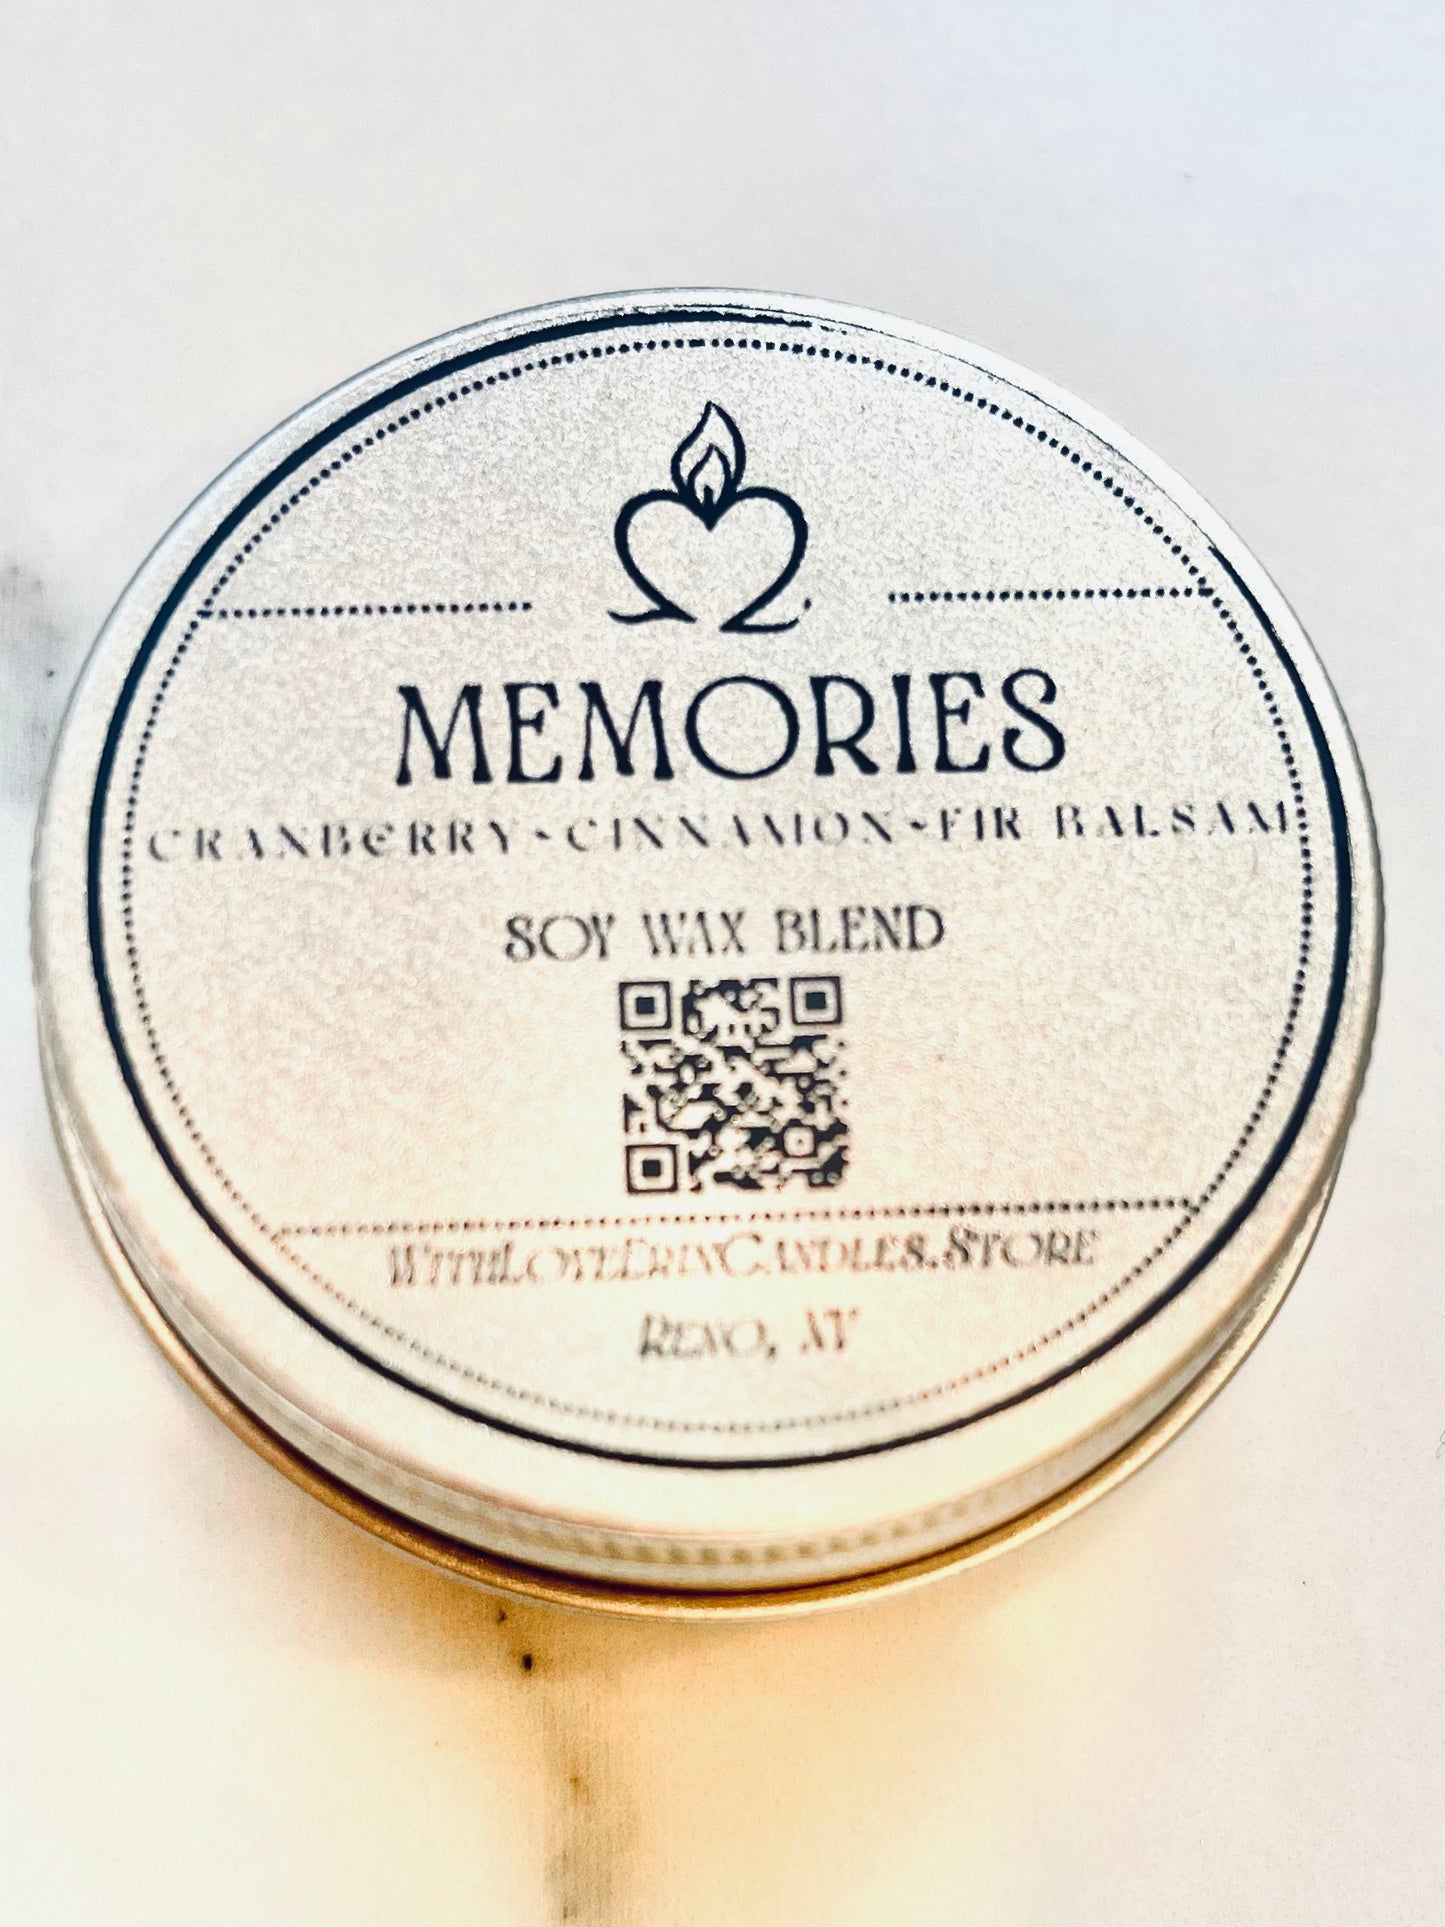 MEMORIES
CRANBERRY-CINNAMON-FIR BALSAM
SOY WAX BLEND
WITHLOVEERINCANDLES.STORE
RENO, NV